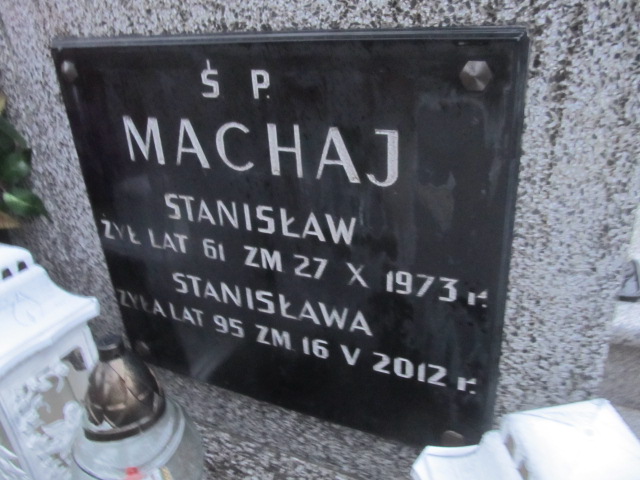 Ś P.
MACHAJ
STANISŁAW
ŻYŁ LAT 61 ZM 27 X 1973 r.
STANISŁAWA
ŻYŁA LAT 95 ZM. 16 V 2012 r.